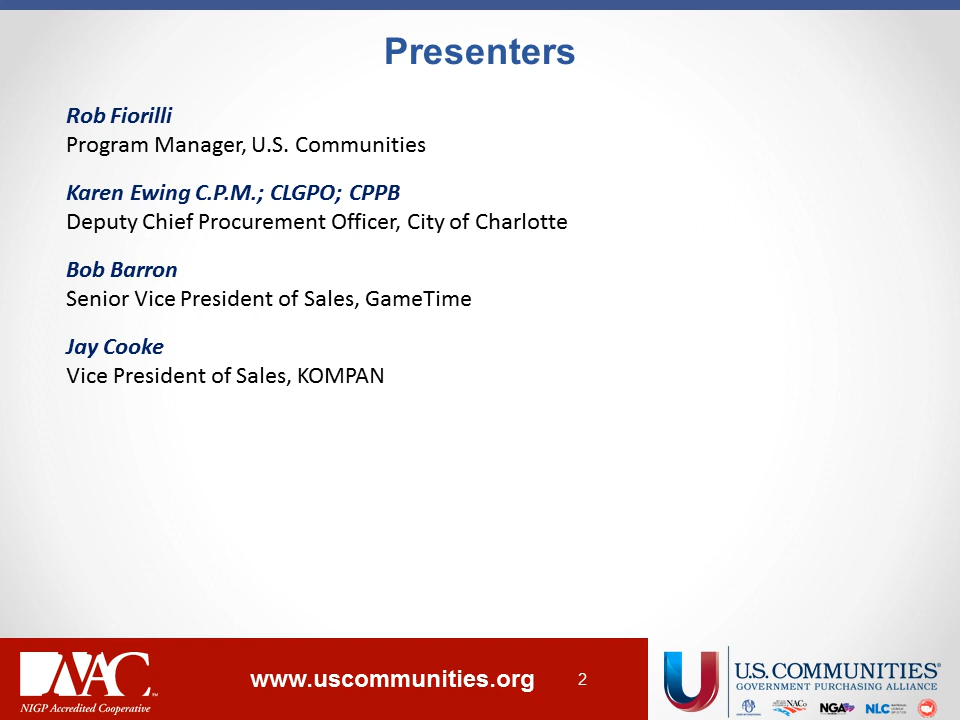 Presenters
Rob Fiorilli
Program Manager, U.S. Communities
Karen Ewing C.P.M.; CLGPO; CPPB
Deputy Chief Procurement Officer, City of Charlotte
Bob Barron
Senior Vice President of Sales, GameTime
Jay Cooke
Vice President of Sales, KOMPAN
NAC™
NIGP Accredited Cooperative
www.uscommunities.org
2
U.S. COMMUNITIES®
GOVERNMENT PURCHASING ALLIANCE
NACo
NGA
NLC